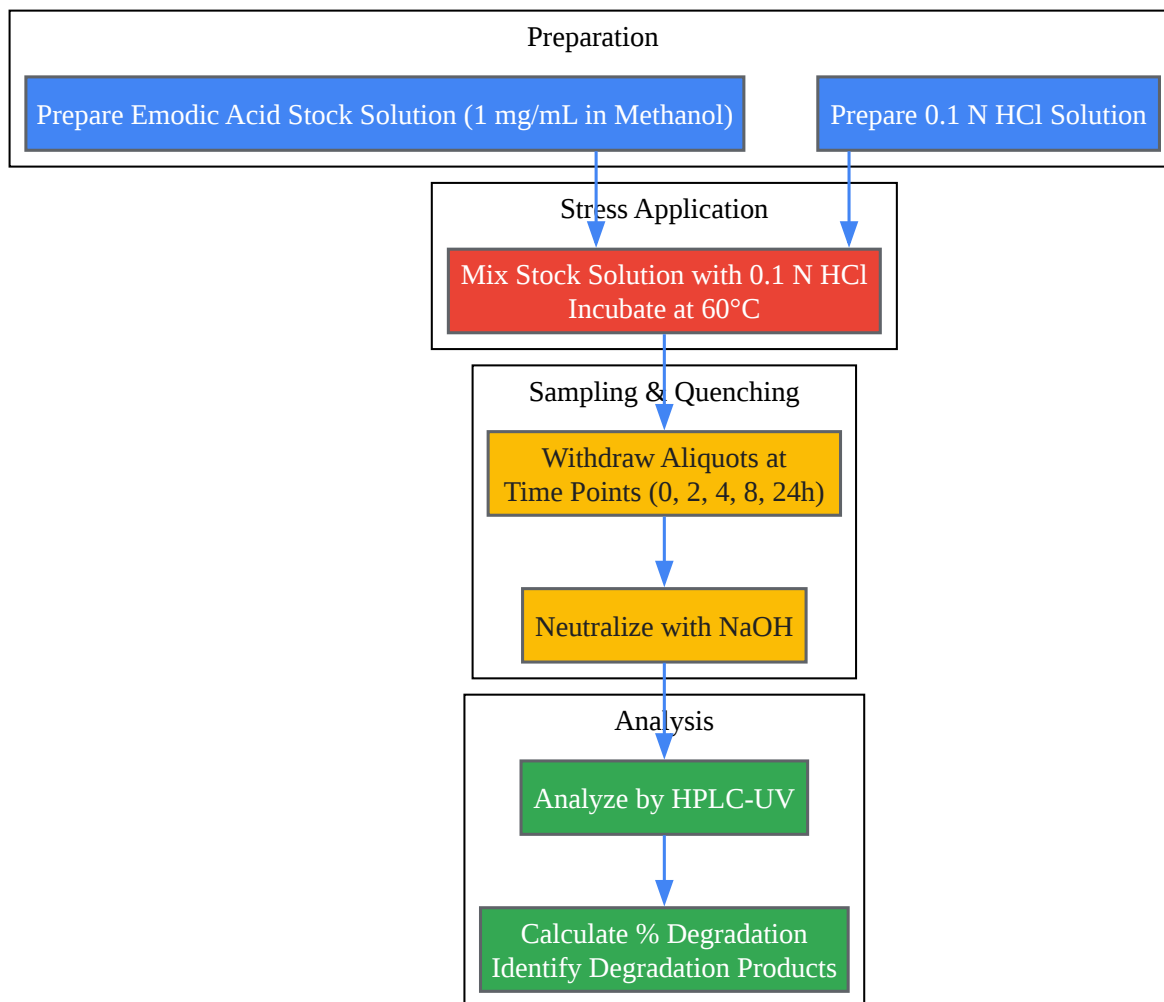 Preparation
Prepare Emodic Acid Stock Solution (1 mg/mL in Methanol)
Prepare 0.1 N HCl Solution
Stress Application
Mix Stock Solution with 0.1 N HCl
Incubate at 60°C
Sampling & Quenching
Withdraw Aliquots at
Time Points (0, 2, 4, 8, 24h)
Neutralize with NaOH
Analysis
Analyze by HPLC-UV
Calculate % Degradation
Identify Degradation Products